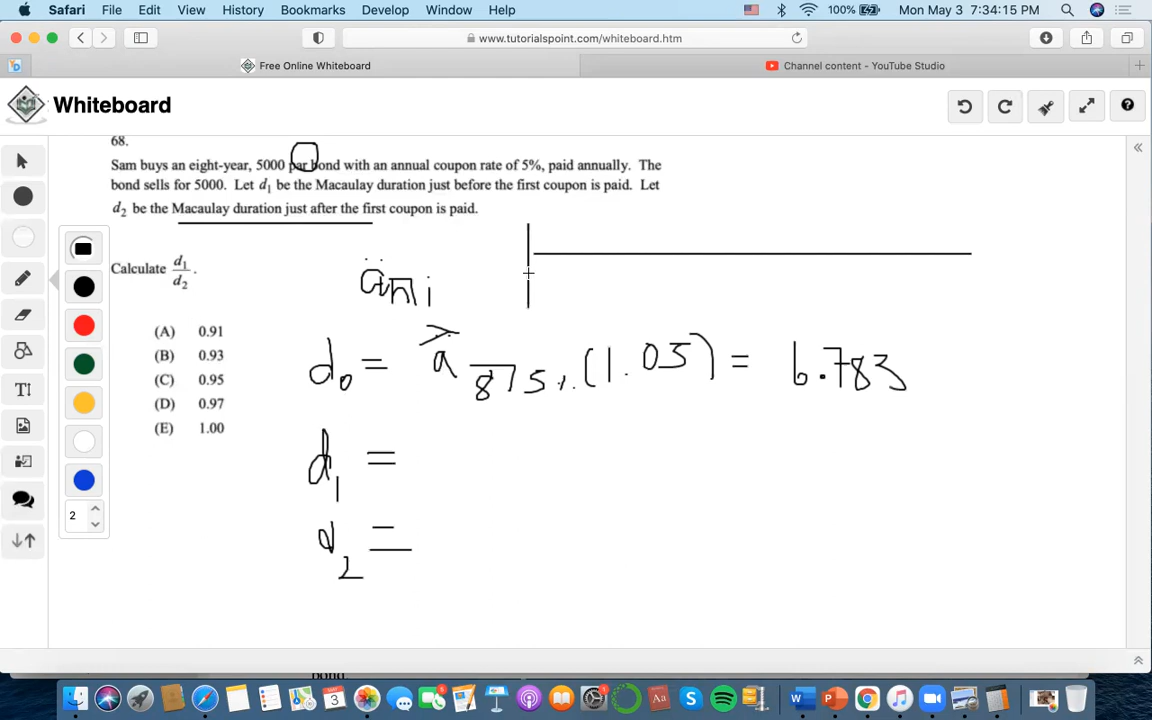 Safari File Edit View History Bookmarks Develop Window Help 100% Mon May 3 7:34:15 PM
www.tutorialspoint.com/whiteboard.htm
Free Online Whiteboard Channel content - YouTube Studio
Whiteboard
68.
Sam buys an eight-year, 5000 par bond with an annual coupon rate of 5%, paid annually. The
bond sells for 5000. Let d₁ be the Macaulay duration just before the first coupon is paid. Let
d₂ be the Macaulay duration just after the first coupon is paid.
Calculate d₁/d₂.
(A) 0.91
(B) 0.93
(C) 0.95
(D) 0.97
(E) 1.00
ä n i
d₀ = a 8 5% (1.05) = 6.783
d₁ =
d₂ =
2
bond